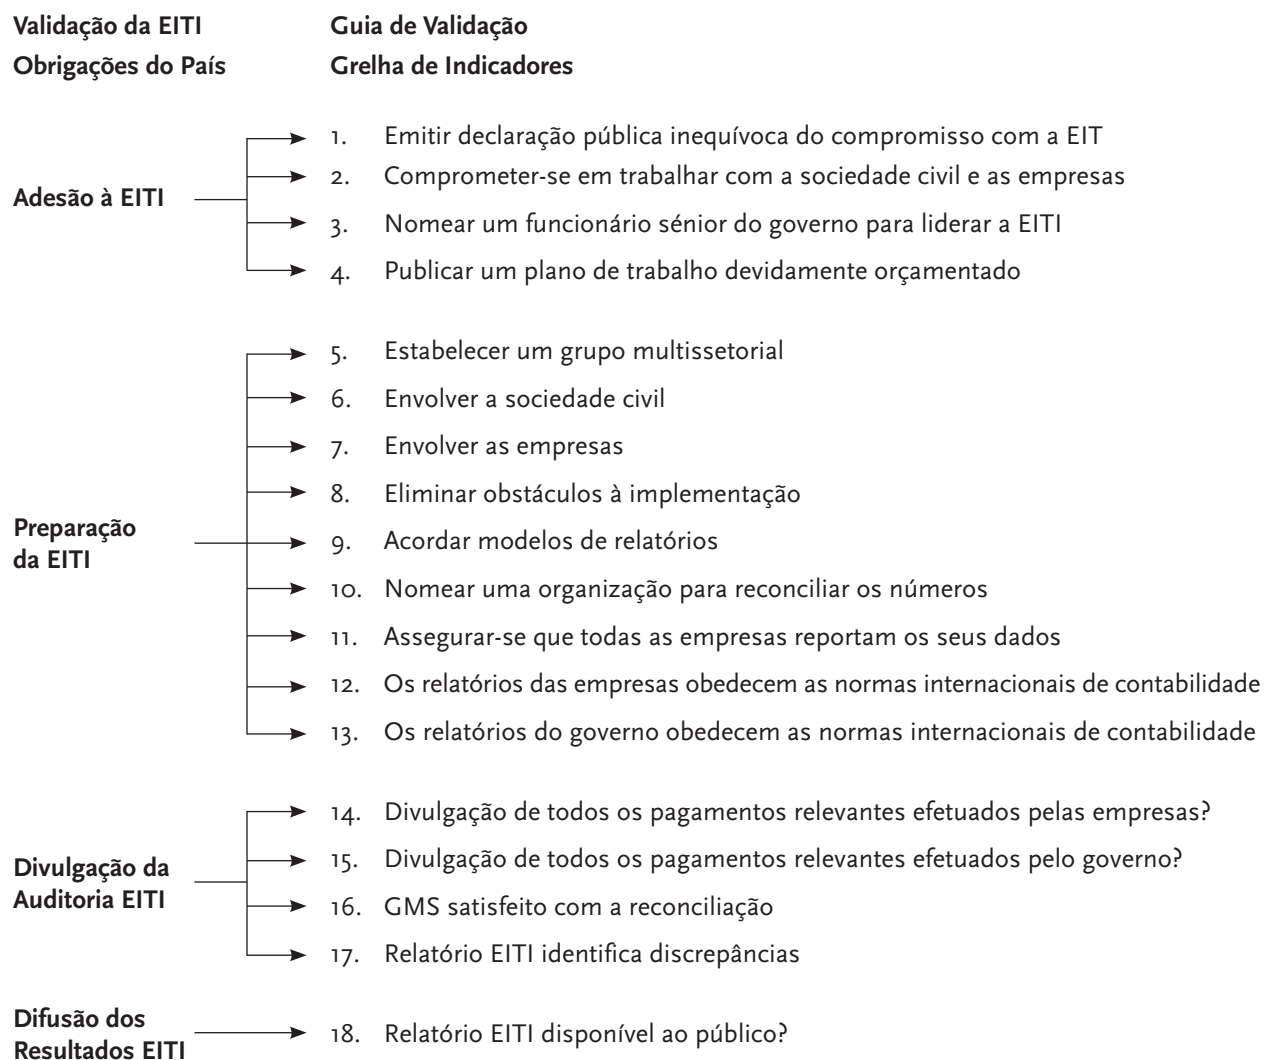 Validação da EITI Guia de Validação
Obrigações do País Grelha de Indicadores
Adesão à EITI
1. Emitir declaração pública inequívoca do compromisso com a EIT
2. Comprometer-se em trabalhar com a sociedade civil e as empresas
3. Nomear um funcionário sénior do governo para liderar a EITI
4. Publicar um plano de trabalho devidamente orçamentado
Preparação
da EITI
5. Estabelecer um grupo multissetorial
6. Envolver a sociedade civil
7. Envolver as empresas
8. Eliminar obstáculos à implementação
9. Acordar modelos de relatórios
10. Nomear uma organização para reconciliar os números
11. Assegurar-se que todas as empresas reportam os seus dados
12. Os relatórios das empresas obedecem as normas internacionais de contabilidade
13. Os relatórios do governo obedecem as normas internacionais de contabilidade
Divulgação da
Auditoria EITI
14. Divulgação de todos os pagamentos relevantes efetuados pelas empresas?
15. Divulgação de todos os pagamentos relevantes efetuados pelo governo?
16. GMS satisfeito com a reconciliação
17. Relatório EITI identifica discrepâncias
Difusão dos
Resultados EITI
18. Relatório EITI disponível ao público?